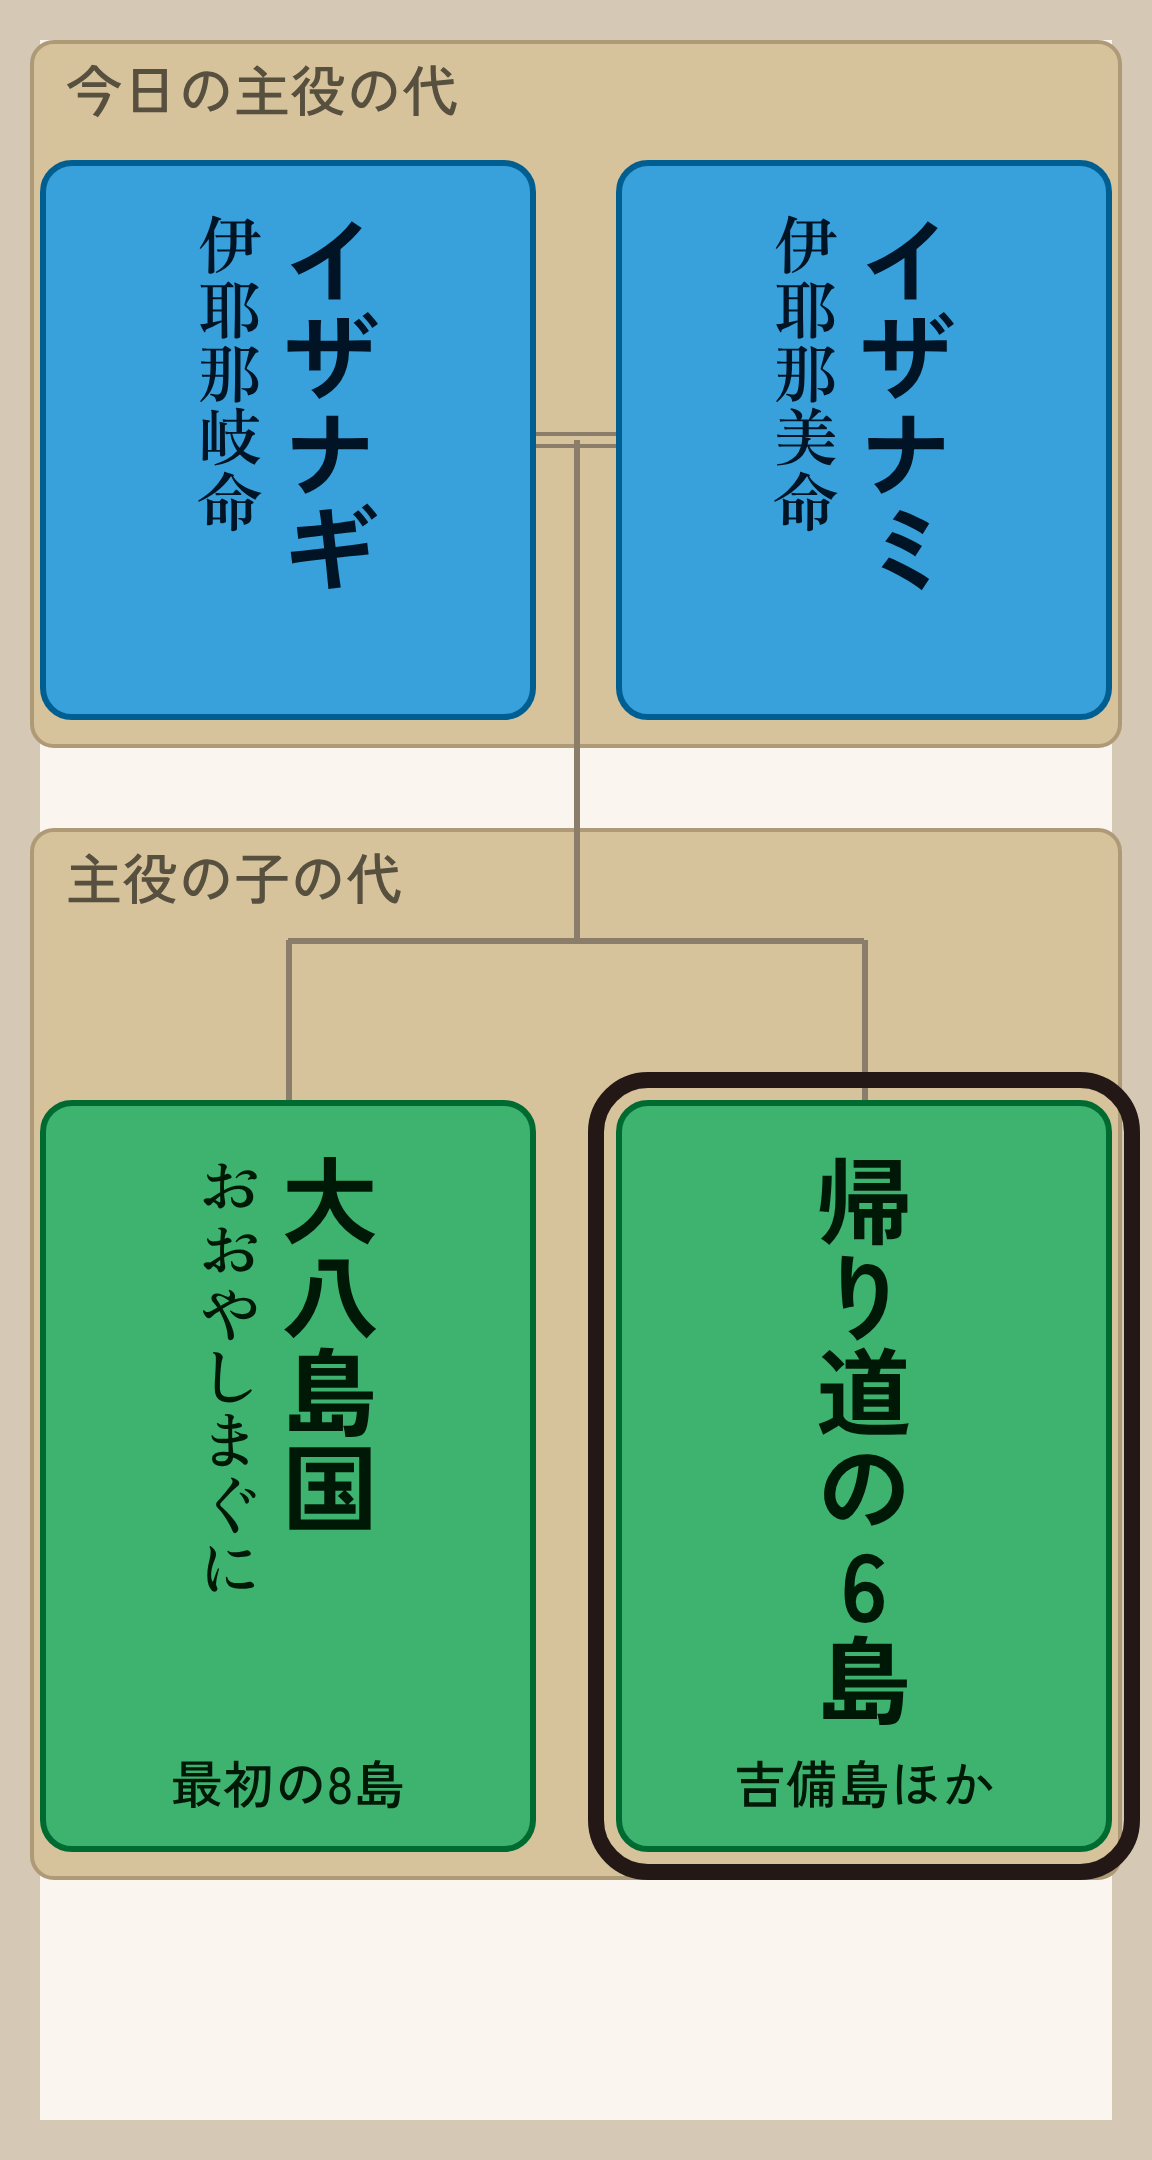 今日の主役の代
イザナギ
伊耶那岐命
イザナミ
伊耶那美命
主役の子の代
大八島国
おおやしまぐに
最初の8島
帰り道の6島
吉備島ほか